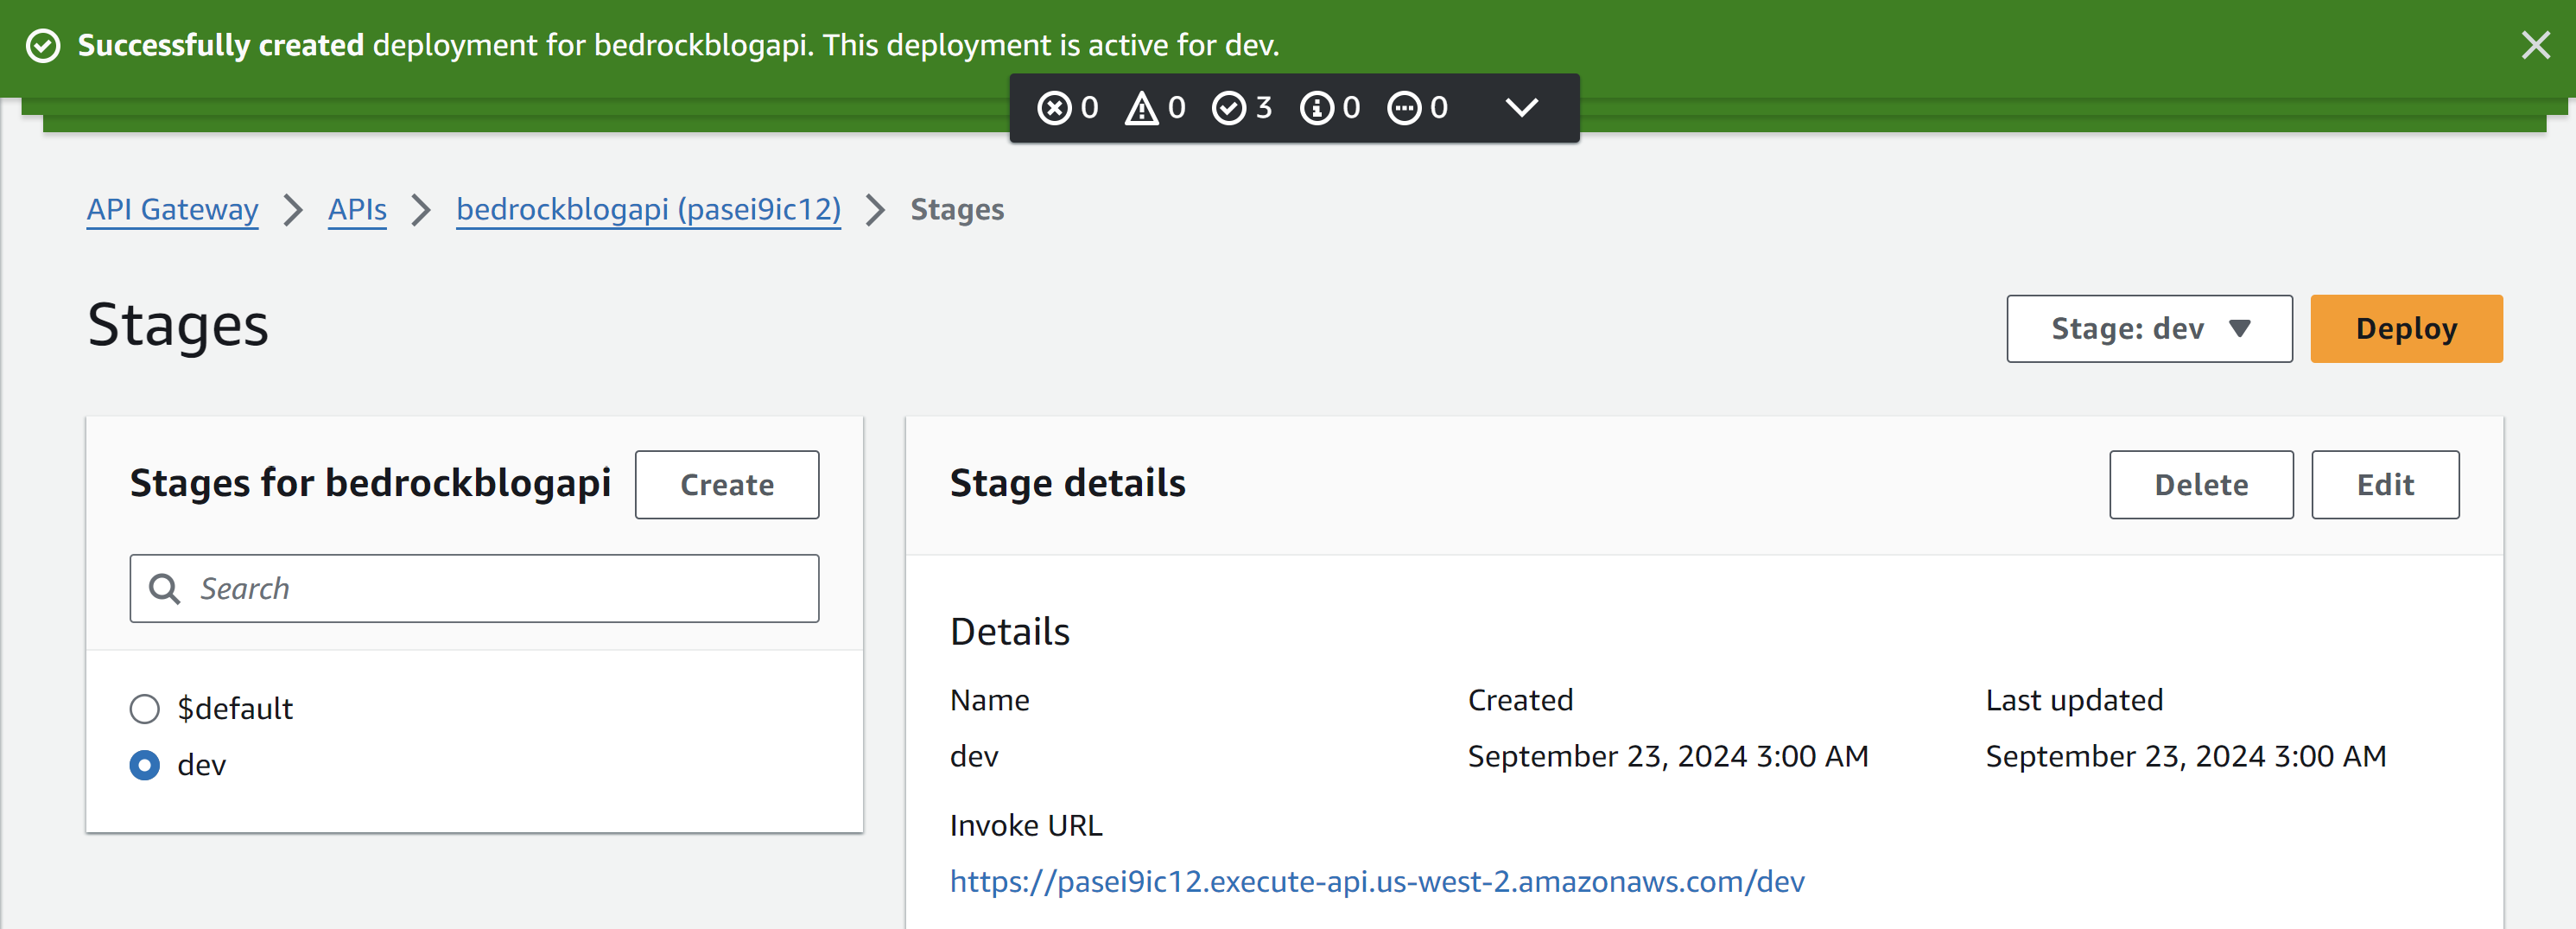 Successfully created deployment for bedrockblogapi. This deployment is active for dev.
0 0 3 0 0
API Gateway APIs bedrockblogapi (pasei9ic12) Stages
Stages
Stage: dev
Deploy
Stages for bedrockblogapi
Create
Search
$default
dev
Stage details
Delete
Edit
Details
Name
dev
Created
September 23, 2024 3:00 AM
Last updated
September 23, 2024 3:00 AM
Invoke URL
https://pasei9ic12.execute-api.us-west-2.amazonaws.com/dev